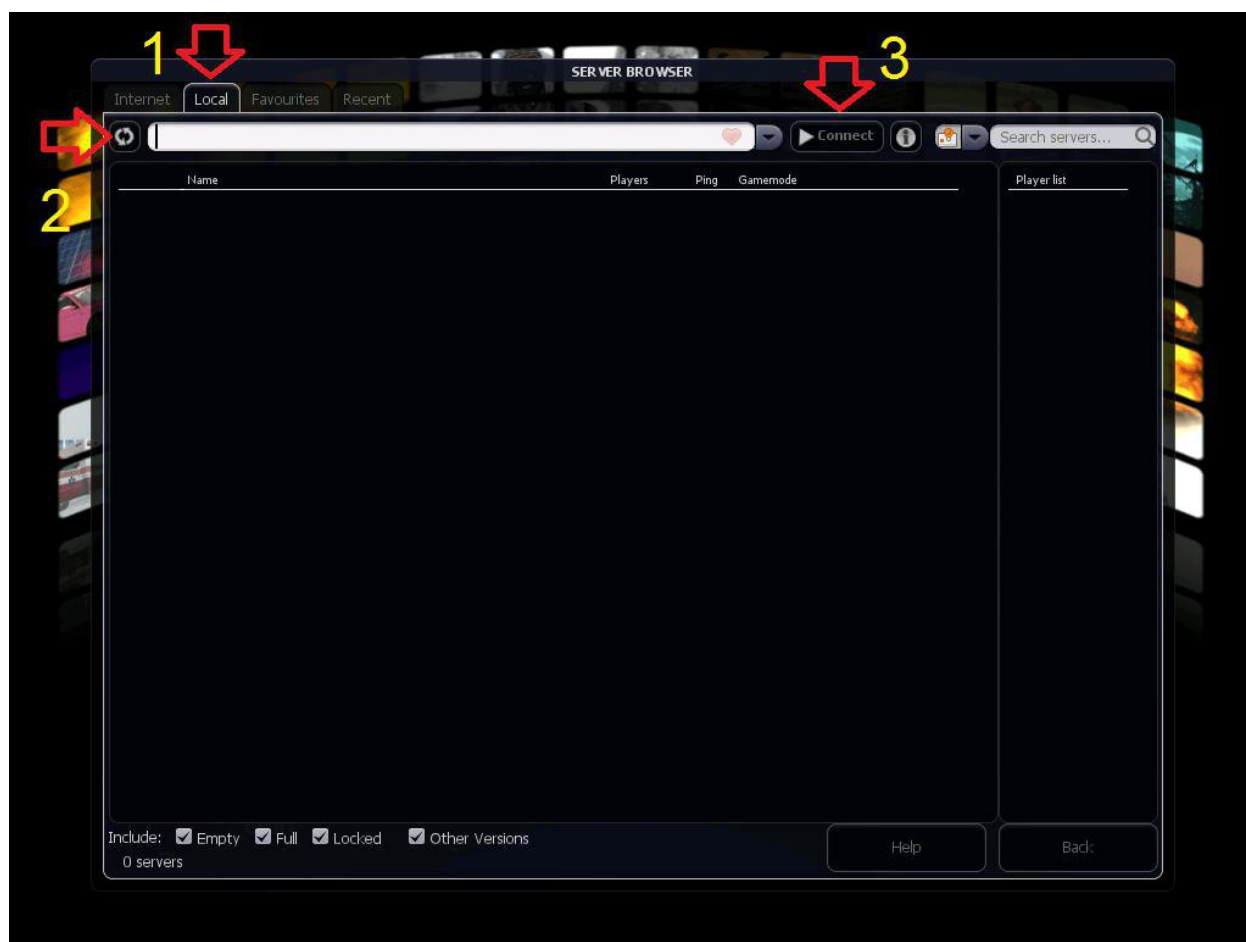 1
3
SERVER BROWSER
Internet Local Favourites Recent
Connect Search servers...
2
Name Players Ping Gamemode Player list
Include: Empty Full Locked Other Versions
0 servers
Help Back